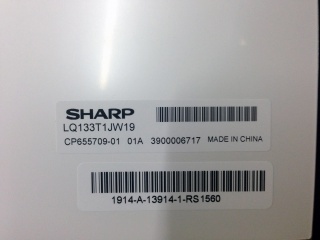 SHARP
LQ133T1JW19
CP655709-01 01A 3900006717 MADE IN CHINA
1914-A-13914-1-RS1560